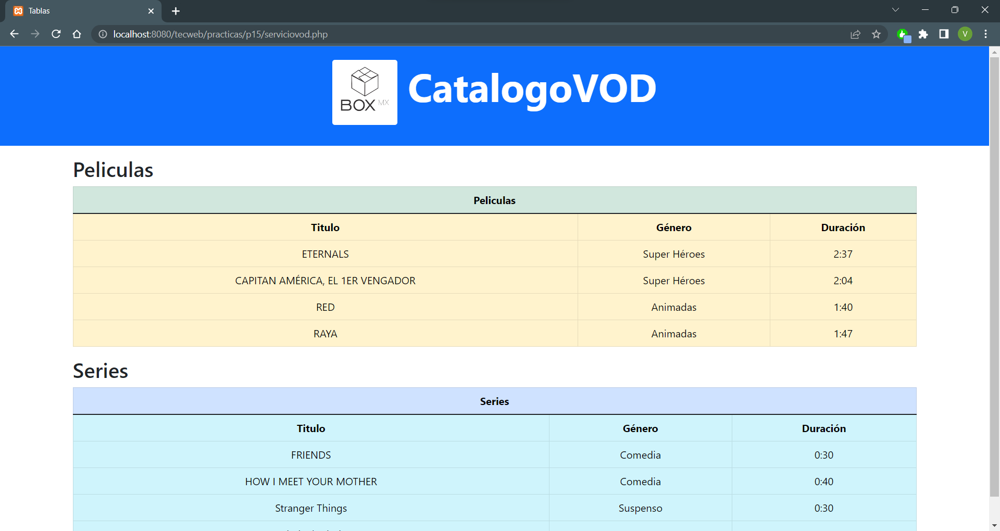 Tablas
localhost:8080/tecweb/practicas/p15/serviciovod.php
V
BOX MX
CatalogoVOD
Peliculas
Peliculas
Titulo Género Duración
ETERNALS Super Héroes 2:37
CAPITAN AMÉRICA, EL 1ER VENGADOR Super Héroes 2:04
RED Animadas 1:40
RAYA Animadas 1:47
Series
Series
Titulo Género Duración
FRIENDS Comedia 0:30
HOW I MEET YOUR MOTHER Comedia 0:40
Stranger Things Suspenso 0:30